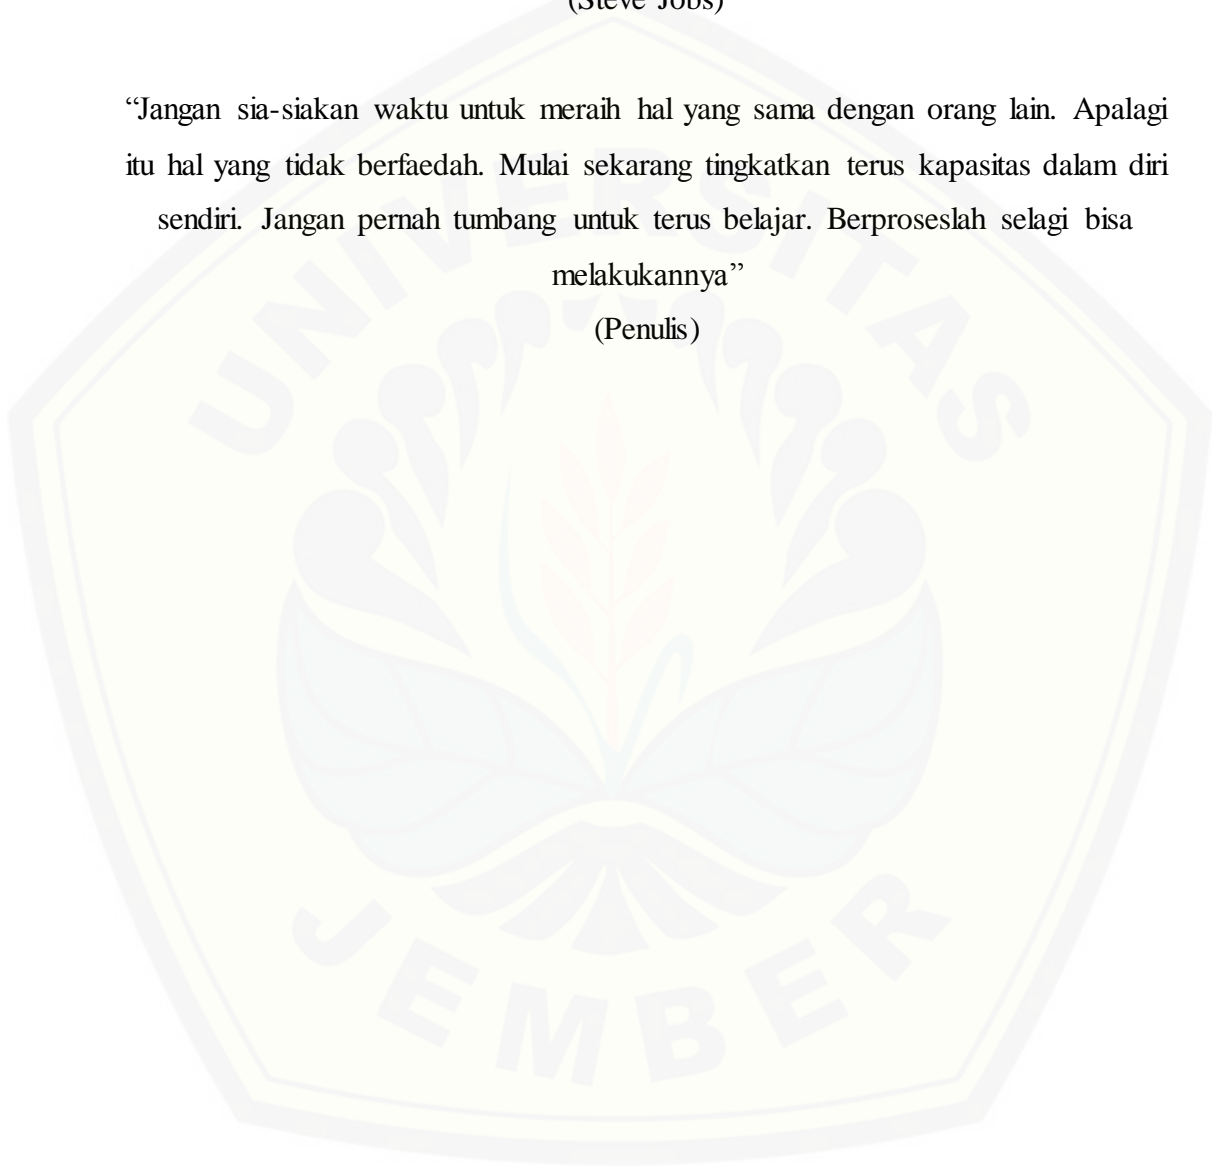 (Steve Jobs)
“Jangan sia-siakan waktu untuk meraih hal yang sama dengan orang lain. Apalagi
itu hal yang tidak berfaedah. Mulai sekarang tingkatkan terus kapasitas dalam diri
sendiri. Jangan pernah tumbang untuk terus belajar. Berproseslah selagi bisa
melakukannya”
(Penulis)
UNIVERSITAS
JEMBER